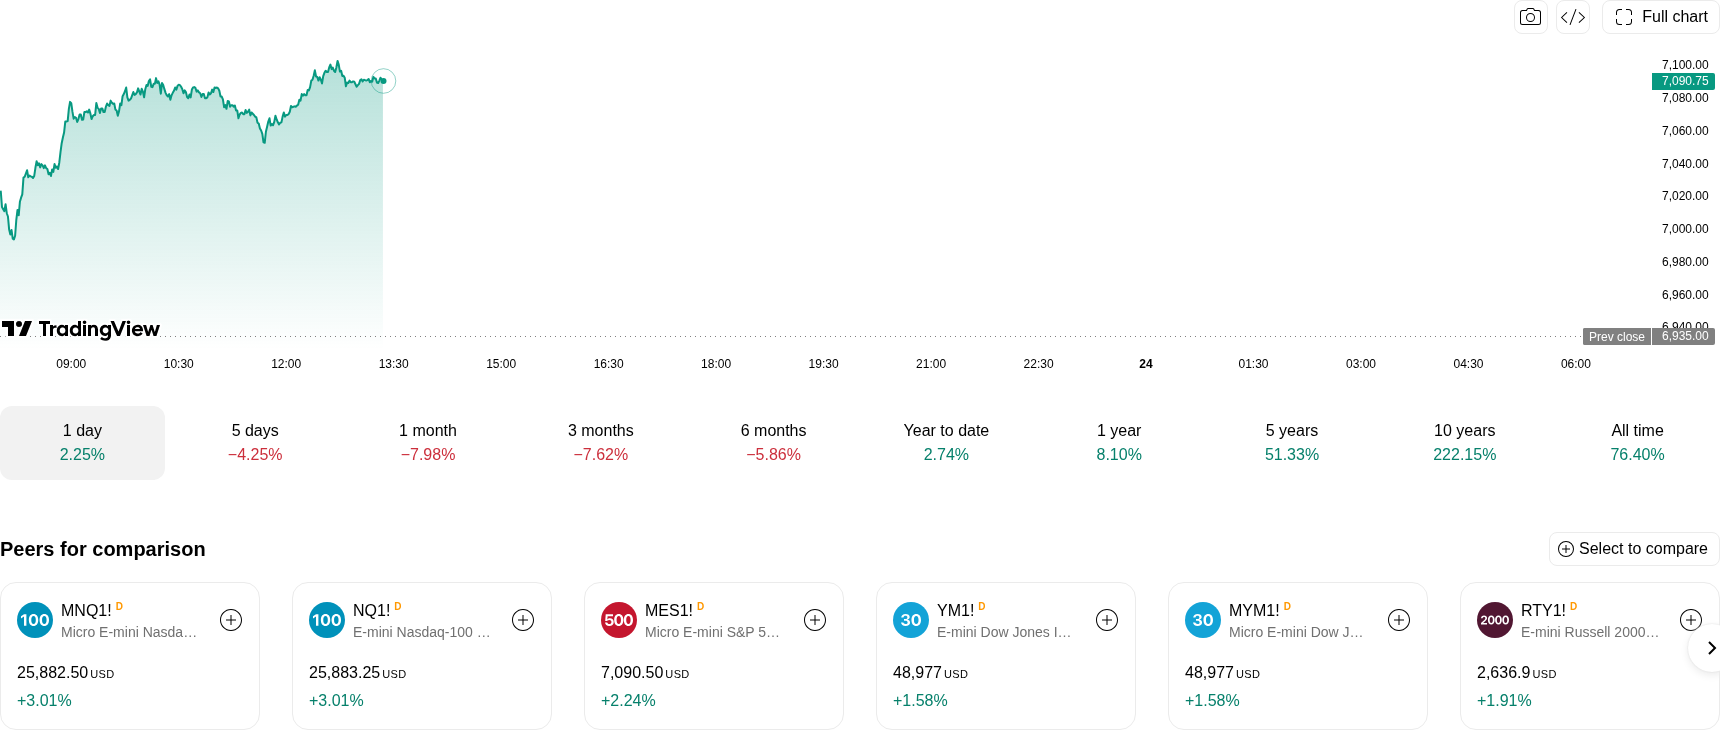 Full chart
7,100.00
7,090.75
7,080.00
7,060.00
7,040.00
7,020.00
7,000.00
6,980.00
6,960.00
6,940.00
Prev close 6,935.00
TradingView
09:00 10:30 12:00 13:30 15:00 16:30 18:00 19:30 21:00 22:30 24 01:30 03:00 04:30 06:00
1 day 5 days 1 month 3 months 6 months Year to date 1 year 5 years 10 years All time
2.25% −4.25% −7.98% −7.62% −5.86% 2.74% 8.10% 51.33% 222.15% 76.40%
Peers for comparison
Select to compare
100 MNQ1! D
Micro E-mini Nasda…
25,882.50 USD
+3.01%
100 NQ1! D
E-mini Nasdaq-100 …
25,883.25 USD
+3.01%
500 MES1! D
Micro E-mini S&P 5…
7,090.50 USD
+2.24%
30 YM1! D
E-mini Dow Jones I…
48,977 USD
+1.58%
30 MYM1! D
Micro E-mini Dow J…
48,977 USD
+1.58%
2000 RTY1! D
E-mini Russell 2000…
2,636.9 USD
+1.91%